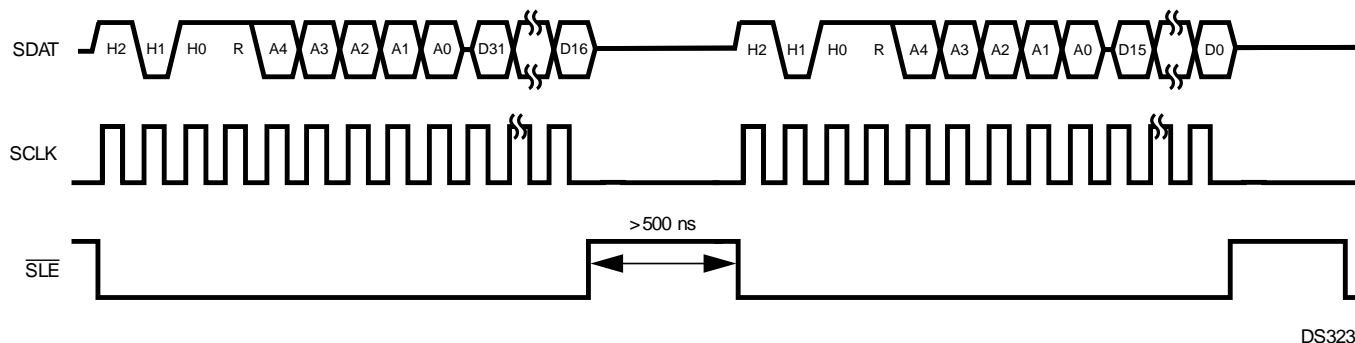 SDAT H2 H1 H0 R A4 A3 A2 A1 A0 D31 D16 H2 H1 H0 R A4 A3 A2 A1 A0 D15 D0
SCLK
>500 ns
SLE
DS323